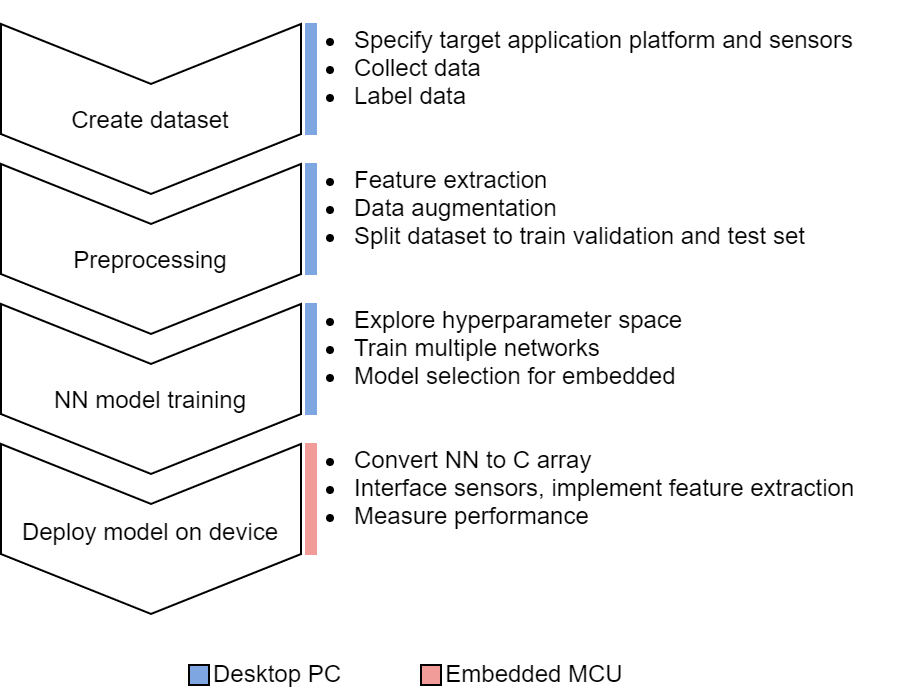 Create dataset
• Specify target application platform and sensors
• Collect data
• Label data
Preprocessing
• Feature extraction
• Data augmentation
• Split dataset to train validation and test set
NN model training
• Explore hyperparameter space
• Train multiple networks
• Model selection for embedded
Deploy model on device
• Convert NN to C array
• Interface sensors, implement feature extraction
• Measure performance
Desktop PC
Embedded MCU